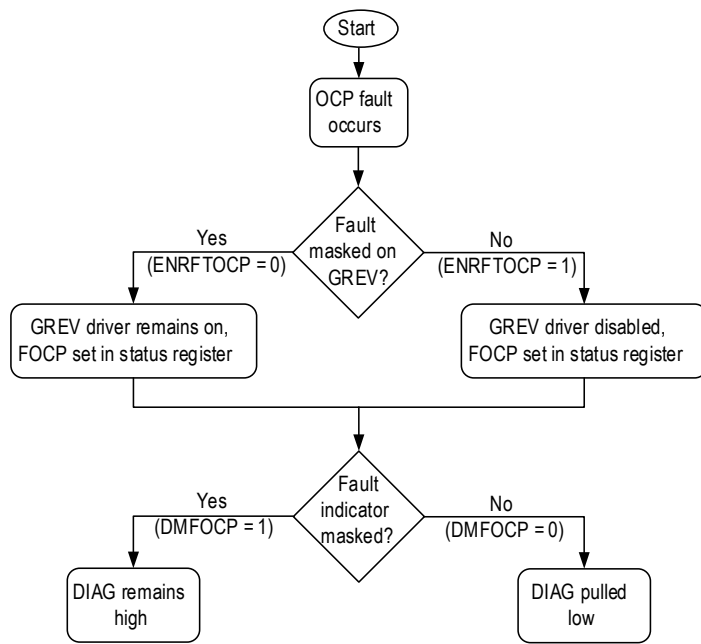 Start
OCP fault
occurs
Fault
masked on
GREV?
Yes
(ENRFTOCP = 0)
No
(ENRFTOCP = 1)
GREV driver remains on,
FOCP set in status register
GREV driver disabled,
FOCP set in status register
Fault
indicator
masked?
Yes
(DMFOCP = 1)
No
(DMFOCP = 0)
DIAG remains
high
DIAG pulled
low